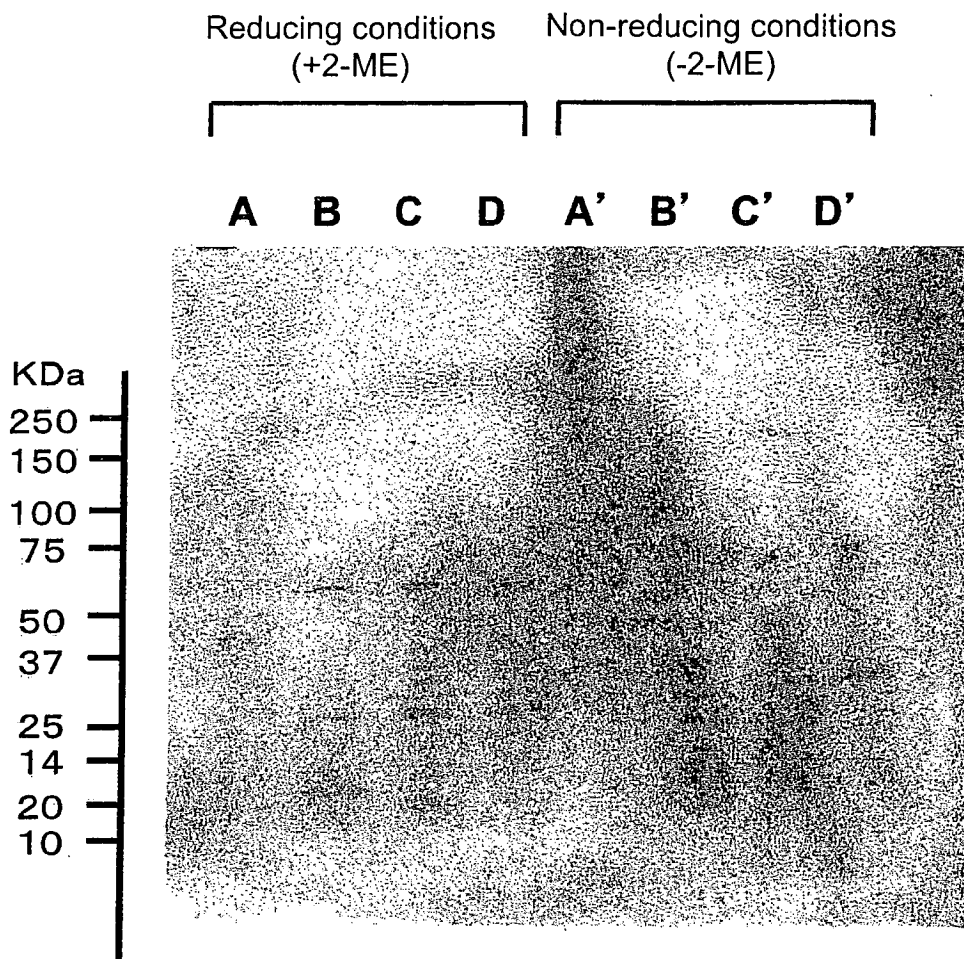 Reducing conditions
(+2-ME)
Non-reducing conditions
(-2-ME)
A B C D A’ B’ C’ D’
KDa
250
150
100
75
50
37
25
14
20
10